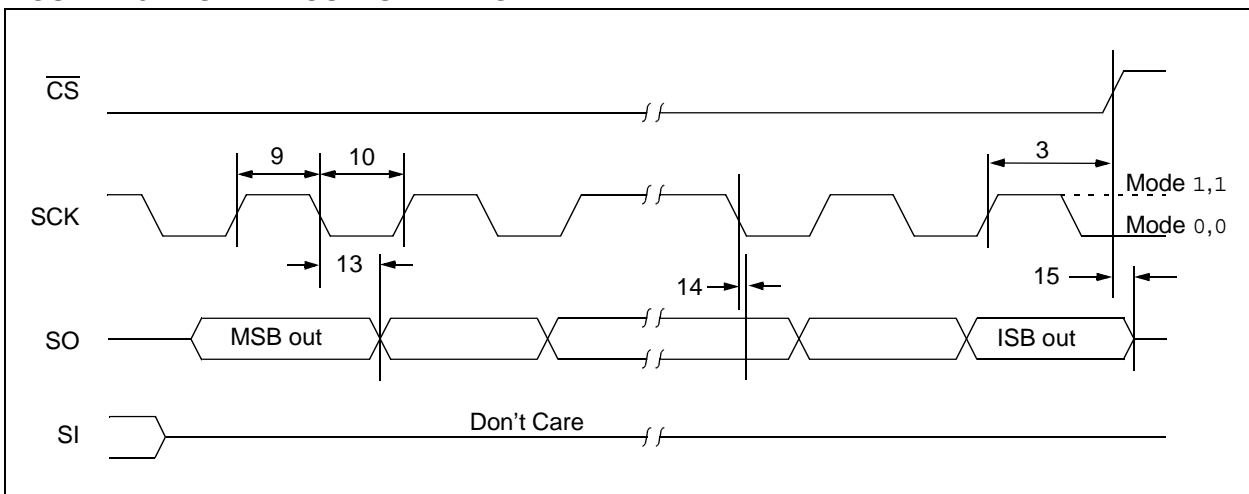 CS
9
10
3
Mode 1,1
SCK
Mode 0,0
13
14
15
SO
MSB out
ISB out
SI
Don't Care